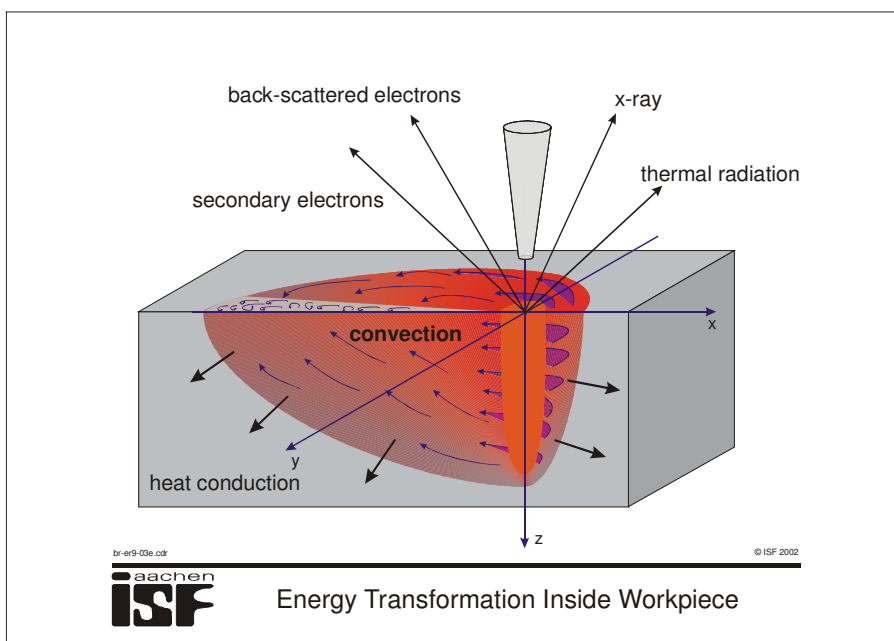 back-scattered electrons
x-ray
thermal radiation
secondary electrons
x
convection
y
heat conduction
z
br-er9-03e.cdr
© ISF 2002
aachen
ISF
Energy Transformation Inside Workpiece